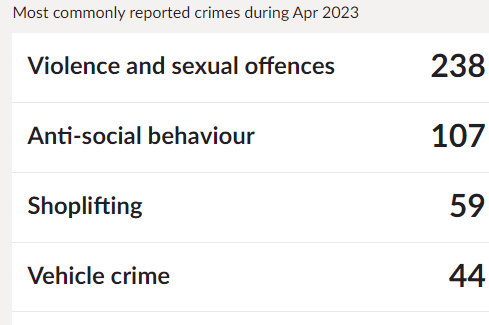 Most commonly reported crimes during Apr 2023
Violence and sexual offences 238
Anti-social behaviour 107
Shoplifting 59
Vehicle crime 44